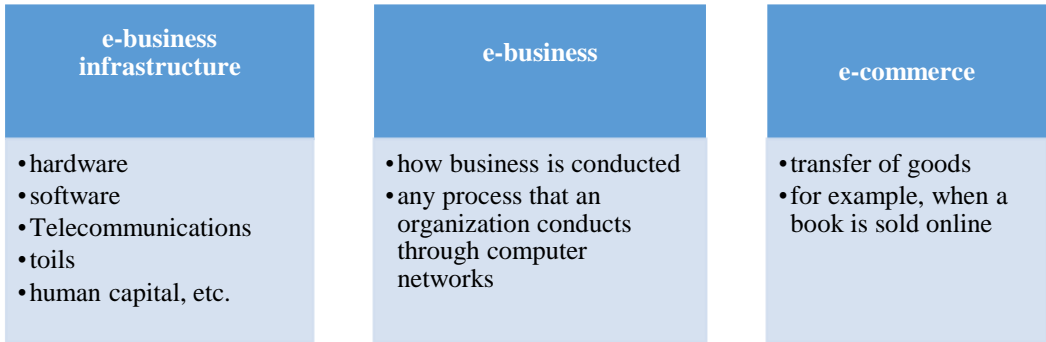 e-business
infrastructure
•hardware
•software
•Telecommunications
•toils
•human capital, etc.
e-business
•how business is conducted
•any process that an
organization conducts
through computer
networks
e-commerce
•transfer of goods
•for example, when a
book is sold online